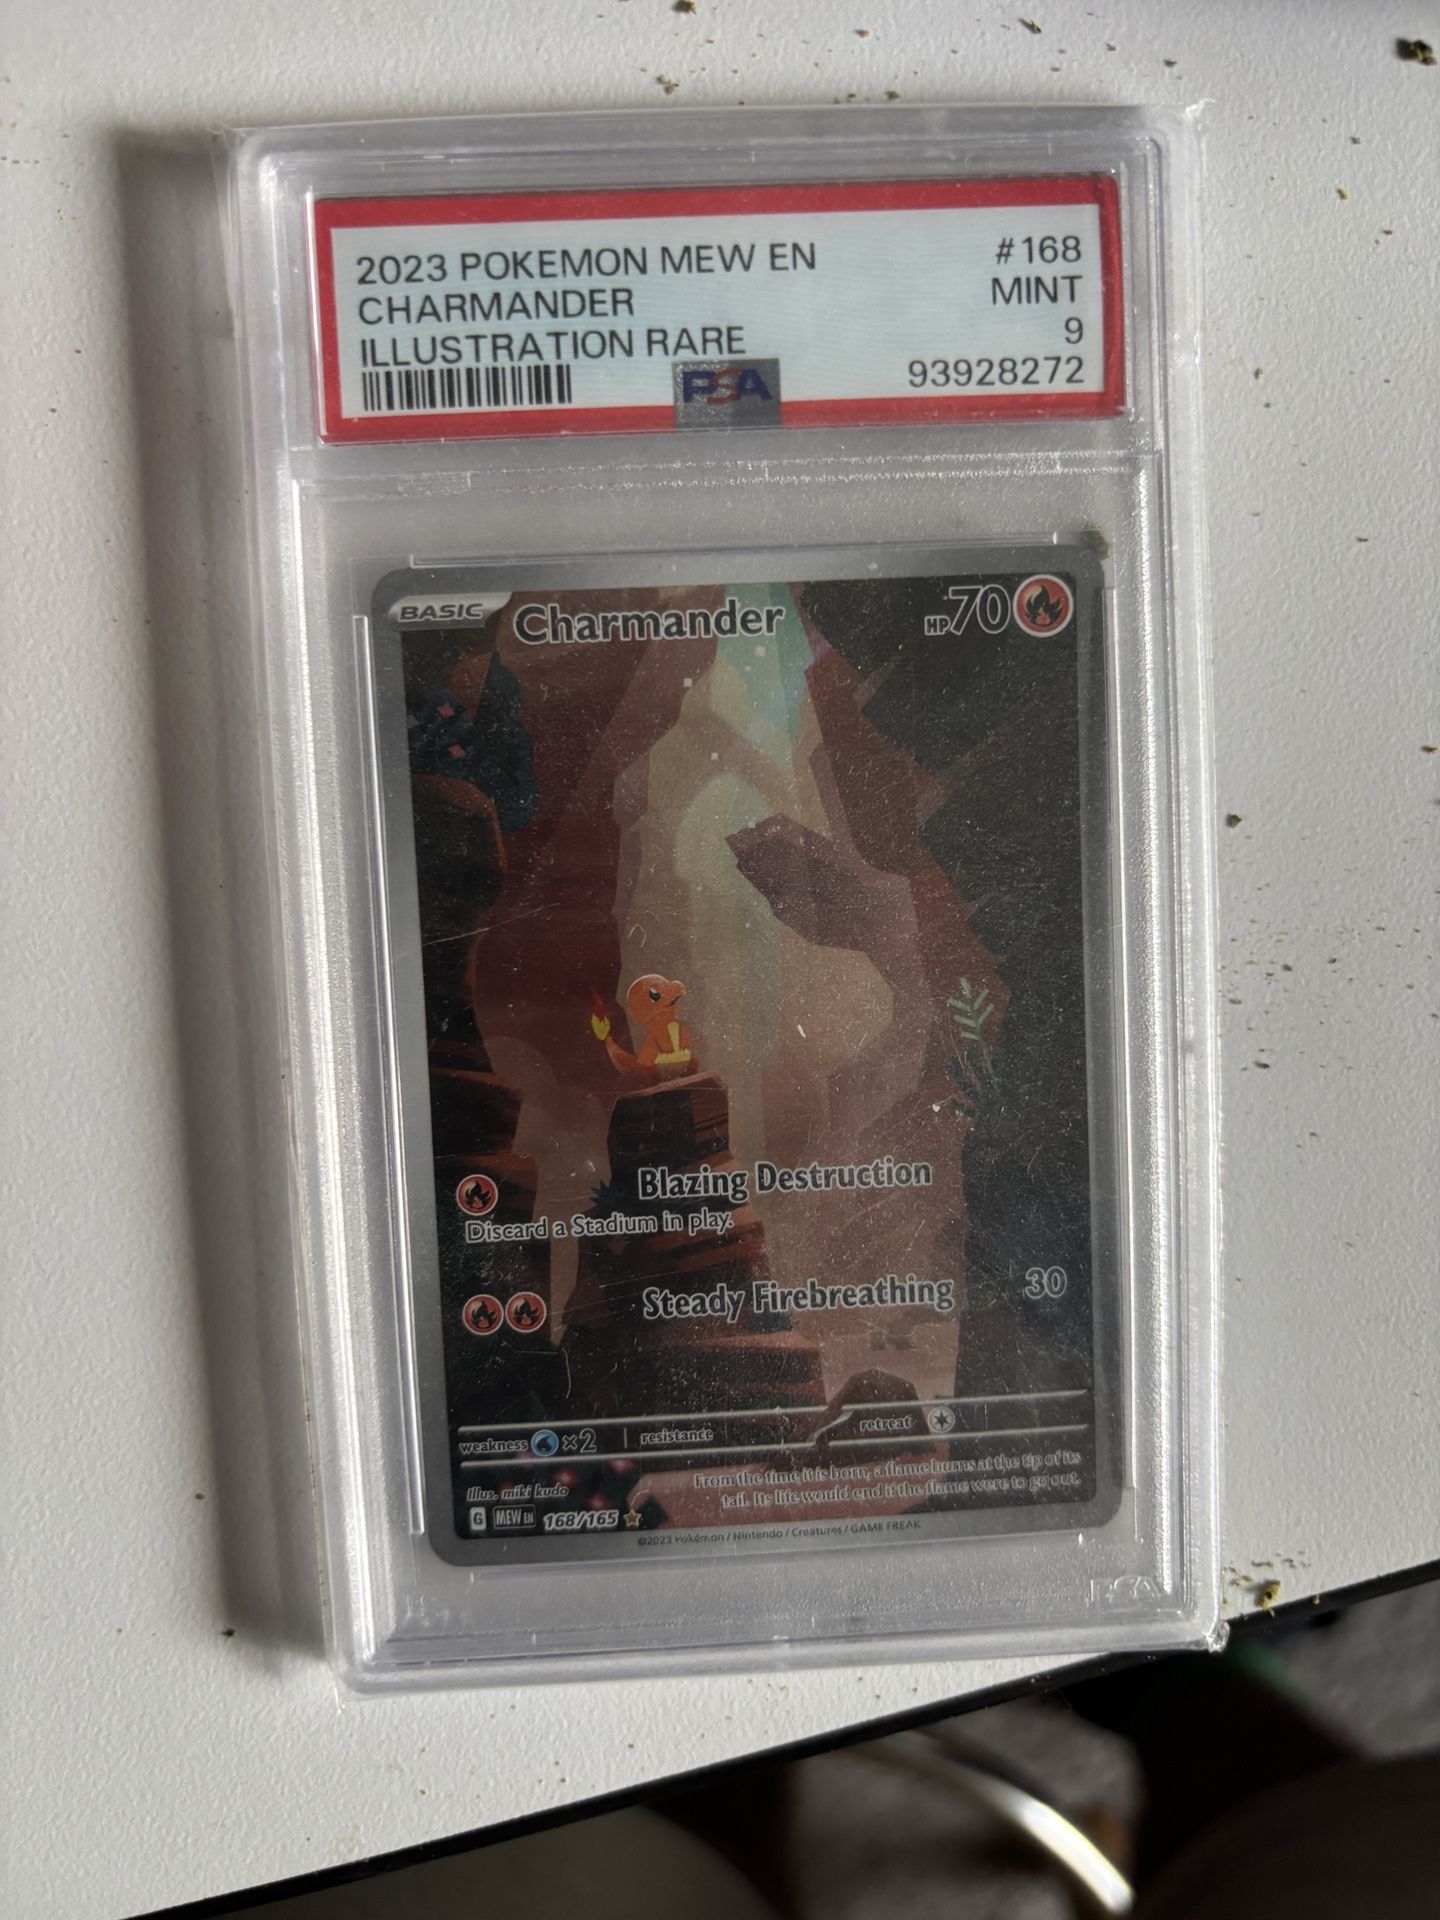 2023 POKEMON MEW EN #168
CHARMANDER MINT
ILLUSTRATION RARE 9
PSA 93928272
BASIC Charmander HP 70
Blazing Destruction
Discard a Stadium in play.
Steady Firebreathing 30
weakness ×2 resistance retreat
From the time it is born, a flame burns at the tip of its
tail. Its life would end if the flame were to go out.
Illus. miki kudo
G MEW EN 168/165
©2023 Pokémon / Nintendo / Creatures / GAME FREAK
PSA